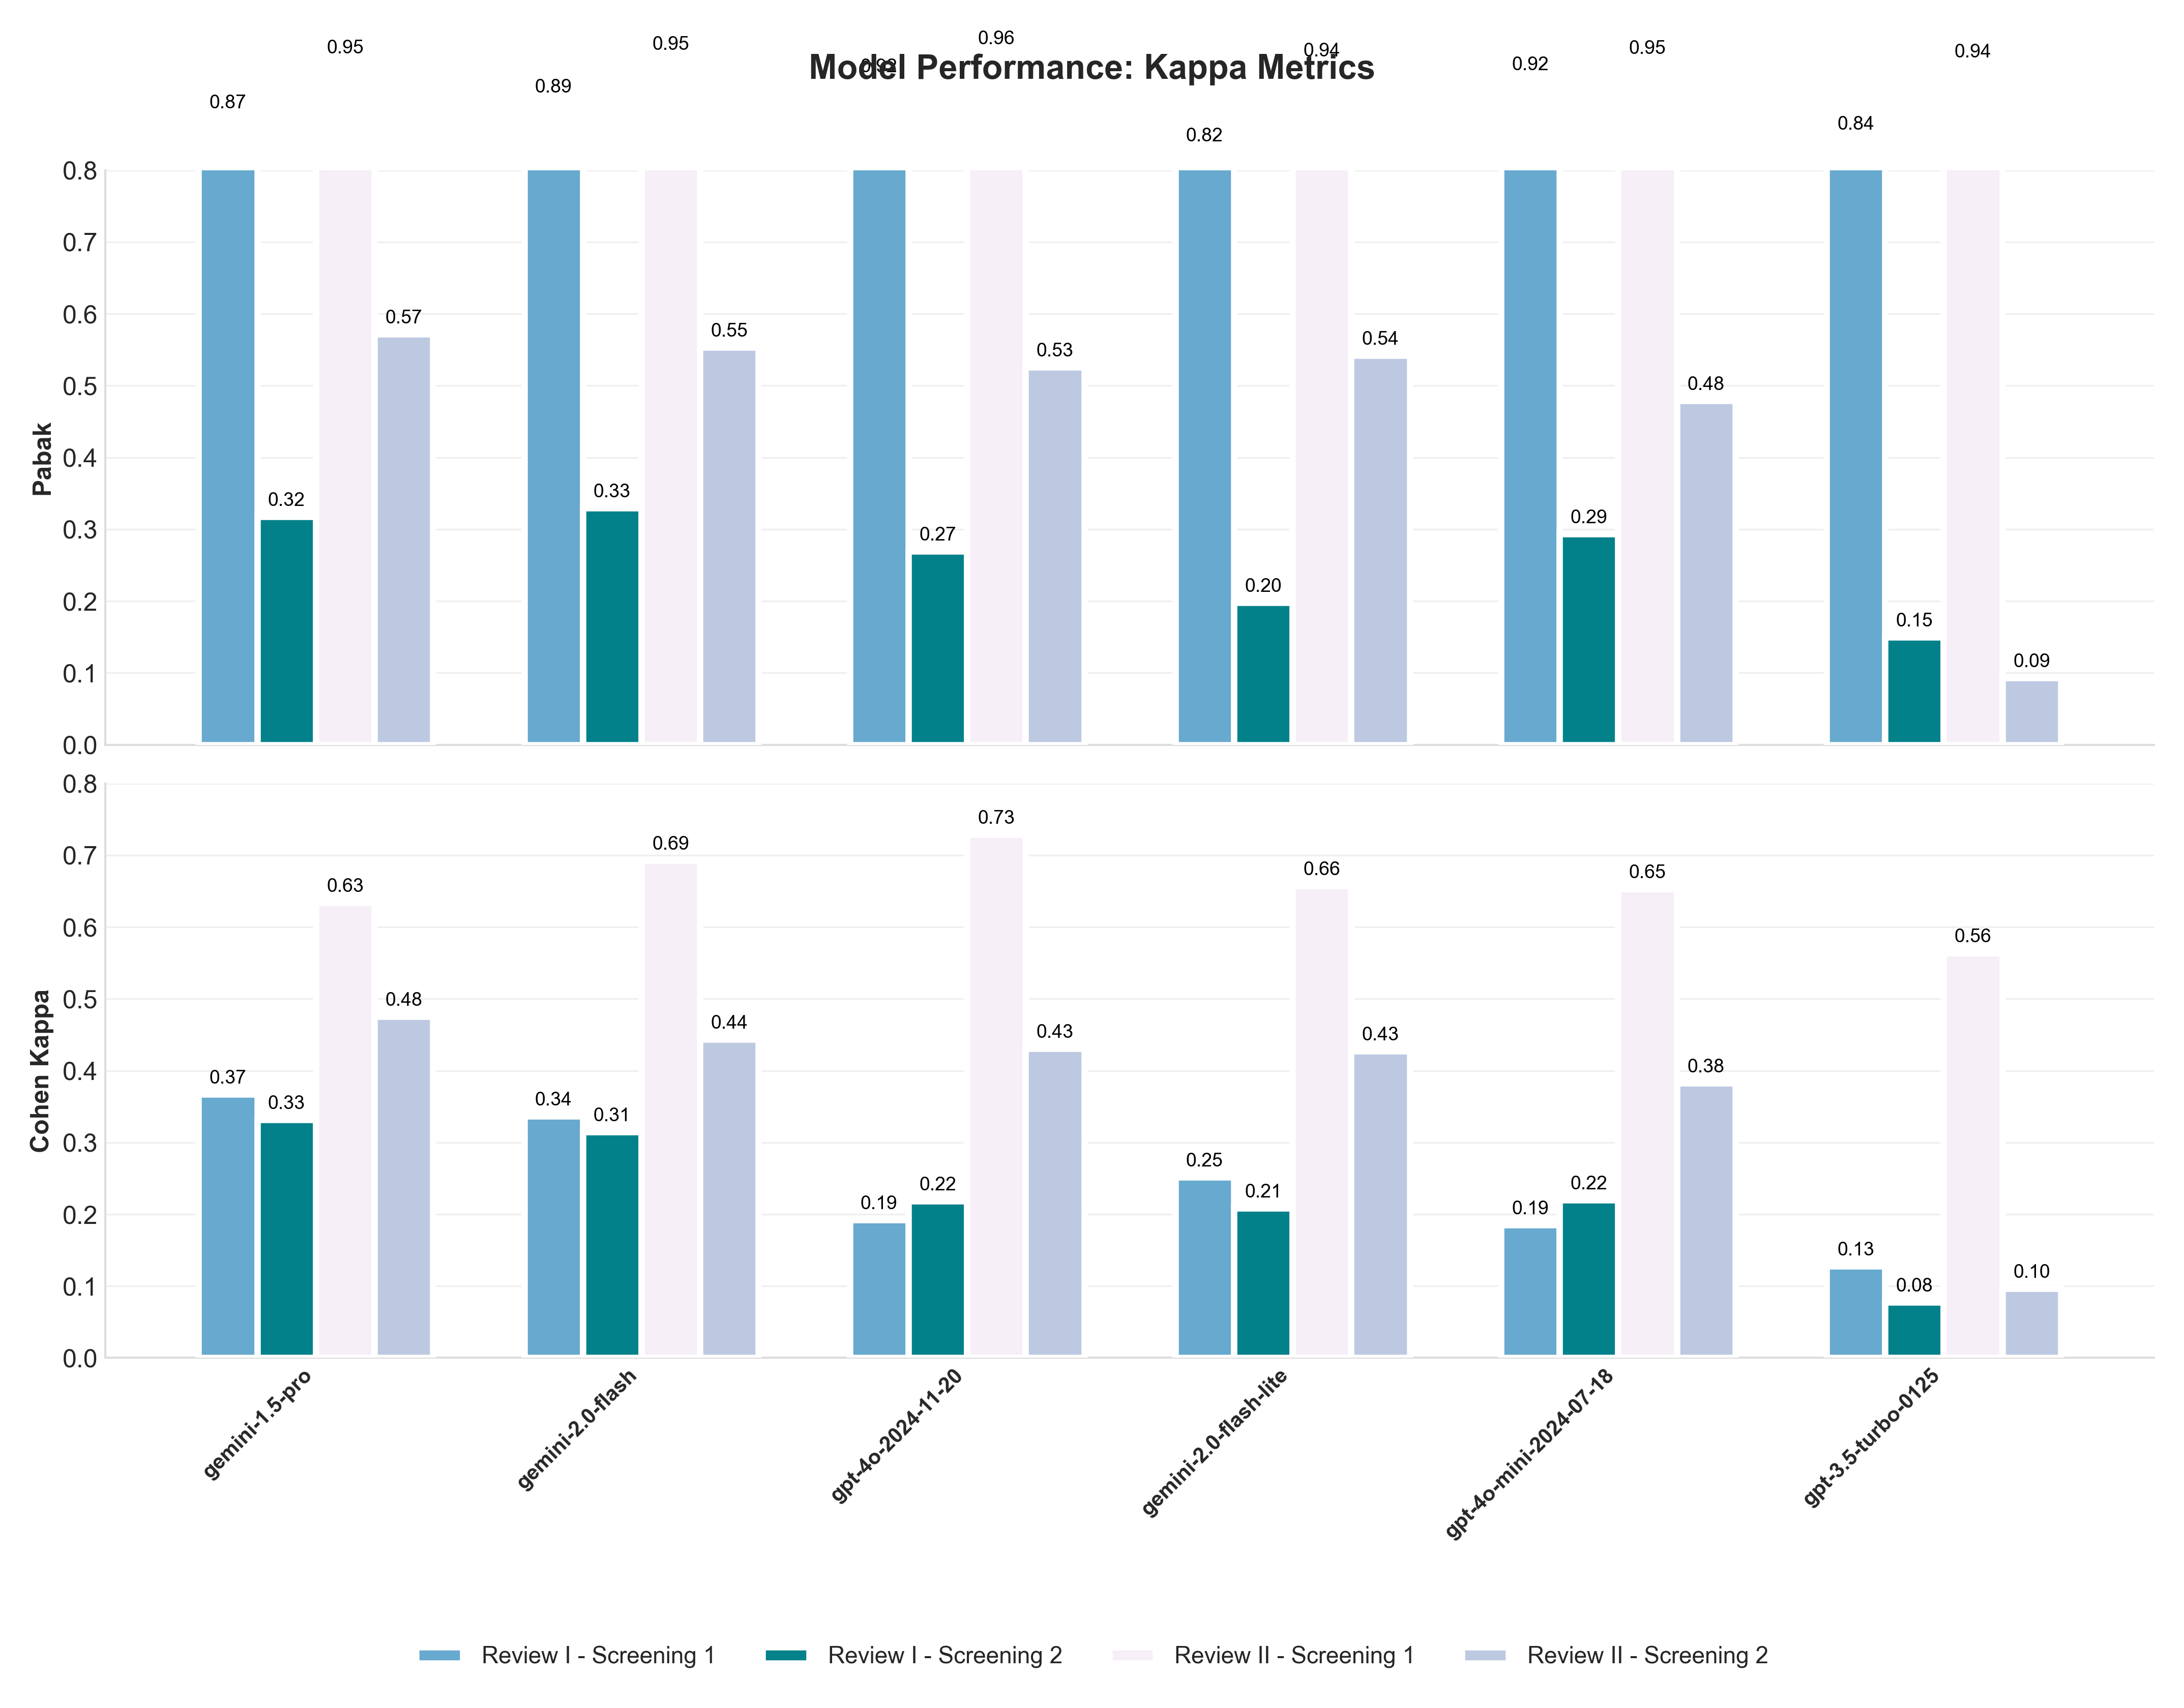 0.95 0.95 0.96 0.94 0.95 0.94
Model Performance: Kappa Metrics
0.87 0.89 0.92 0.82 0.92 0.84
0.8
0.7
0.6
0.5
0.4
0.3
0.2
0.1
0.0
Pabak
0.32 0.57 0.33 0.55 0.27 0.53 0.20 0.54 0.29 0.48 0.15 0.09
0.8
0.7
0.6
0.5
0.4
0.3
0.2
0.1
0.0
Cohen Kappa
0.37 0.33 0.63 0.48 0.34 0.31 0.69 0.44 0.19 0.22 0.73 0.43 0.25 0.21 0.66 0.43 0.19 0.22 0.65 0.38 0.13 0.08 0.56 0.10
gemini-1.5-pro
gemini-2.0-flash
gpt-4o-2024-11-20
gemini-2.0-flash-lite
gpt-4o-mini-2024-07-18
gpt-3.5-turbo-0125
Review I - Screening 1
Review I - Screening 2
Review II - Screening 1
Review II - Screening 2